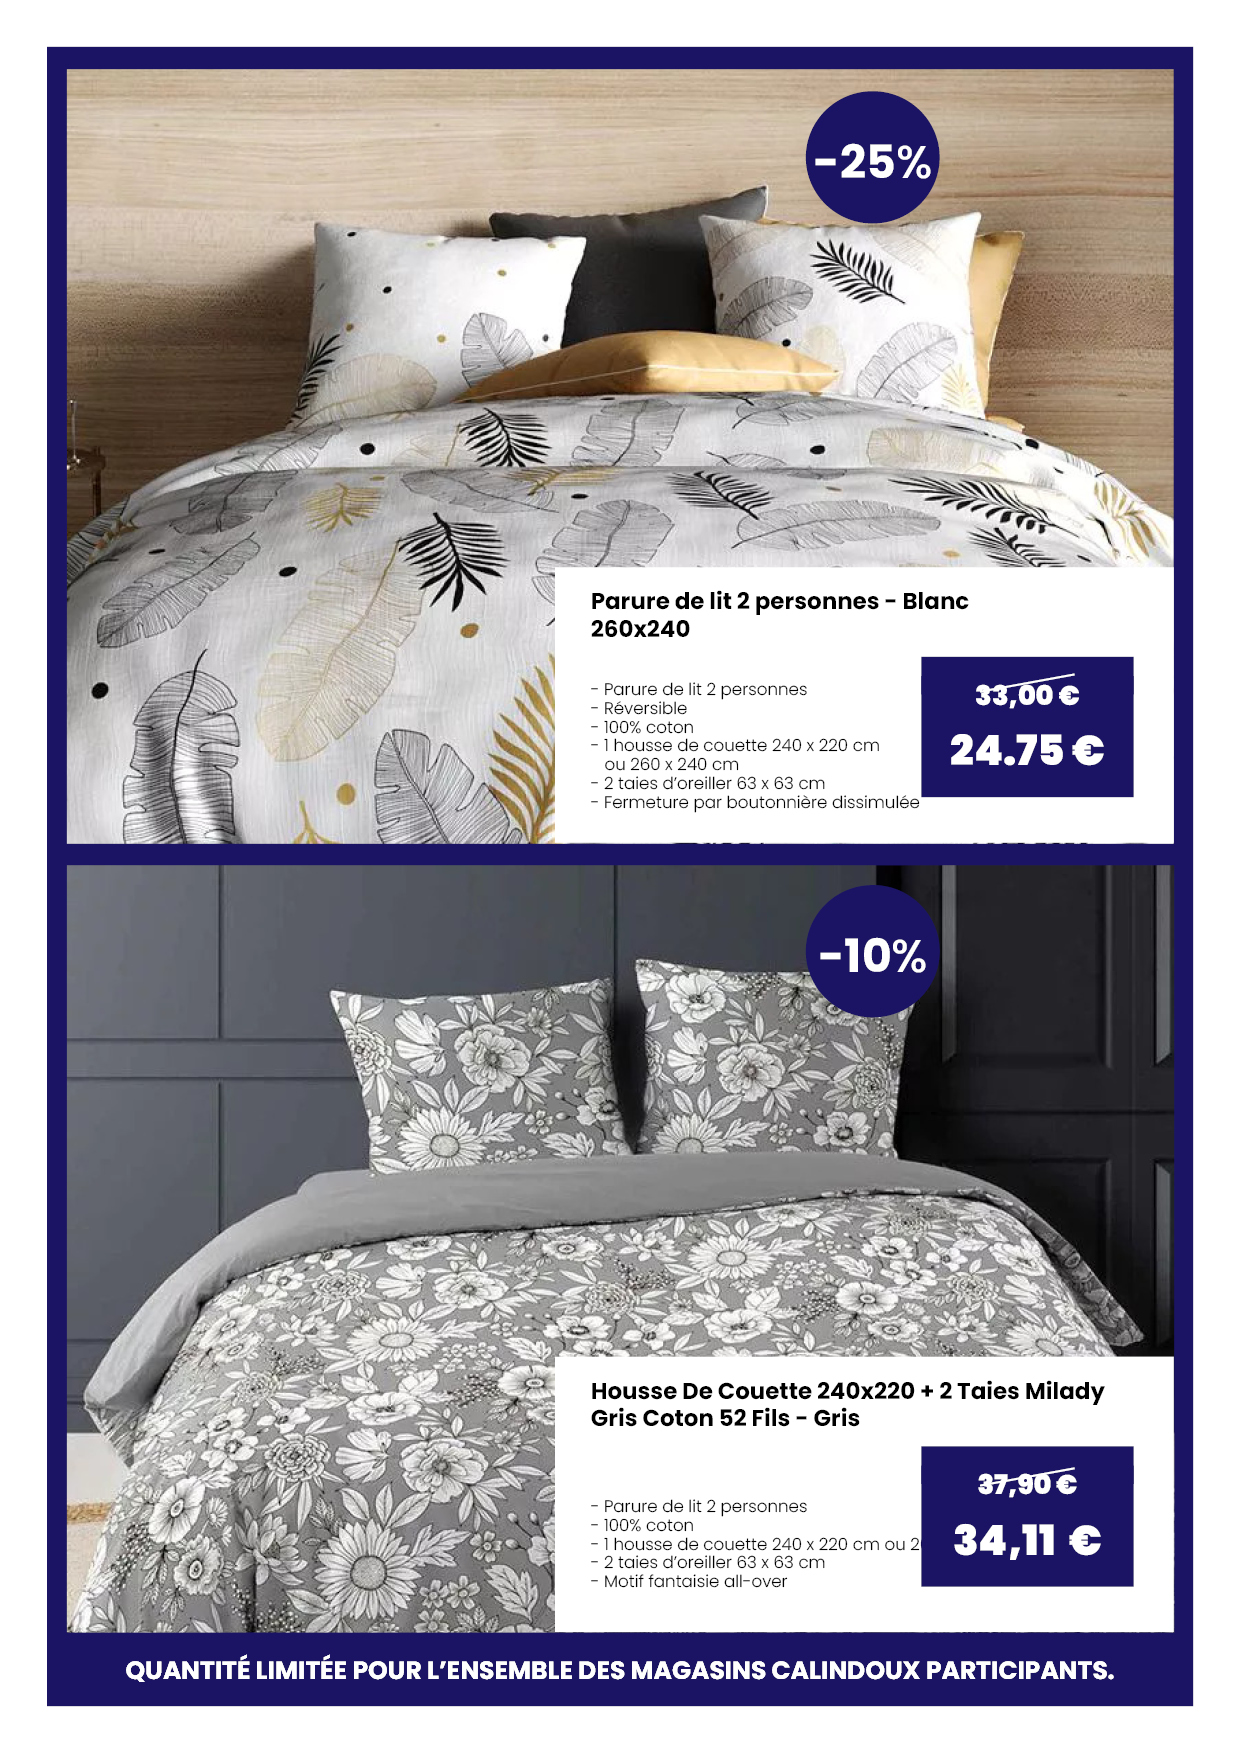 -25%
Parure de lit 2 personnes - Blanc
260x240
- Parure de lit 2 personnes
- Réversible
- 100% coton
- 1 housse de couette 240 x 220 cm
ou 260 x 240 cm
- 2 taies d'oreiller 63 x 63 cm
- Fermeture par boutonnière dissimulée
33,00 €
24.75 €
-10%
Housse De Couette 240x220 + 2 Taies Milady
Gris Coton 52 Fils - Gris
- Parure de lit 2 personnes
- 100% coton
- 1 housse de couette 240 x 220 cm ou
- 2 taies d'oreiller 63 x 63 cm
- Motif fantaisie all-over
37,90 €
34,11 €
QUANTITÉ LIMITÉE POUR L'ENSEMBLE DES MAGASINS CALINDOUX PARTICIPANTS.